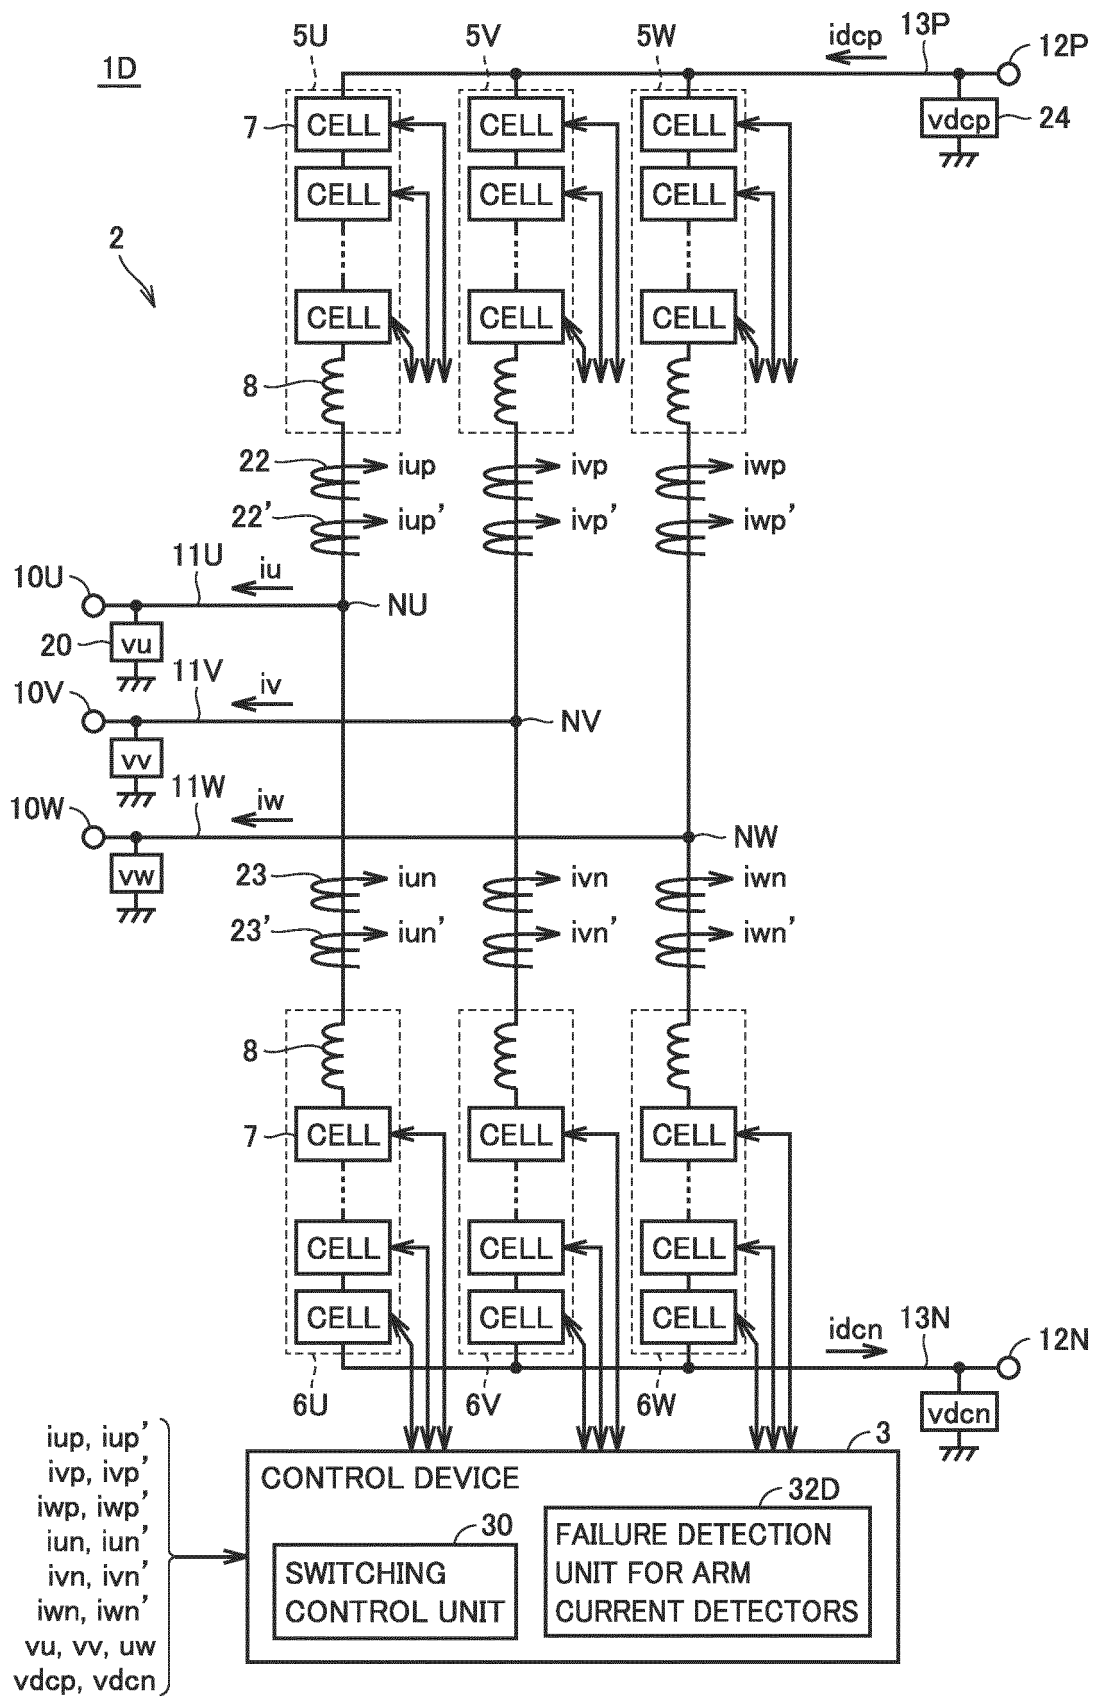 1D
5U
5V
5W
idcp
13P
12P
vdcp
24
7
CELL
CELL
CELL
CELL
CELL
CELL
2
CELL
CELL
CELL
8
22
iup
ivp
iwp
22’
iup’
ivp’
iwp’
10U
11U
iu
NU
20
vu
10V
11V
iv
NV
vv
10W
11W
iw
NW
vw
23
iun
ivn
iwn
23’
iun’
ivn’
iwn’
8
7
CELL
CELL
CELL
CELL
CELL
CELL
CELL
CELL
CELL
idcn
13N
12N
vdcn
6U
6V
6W
iup, iup’
ivp, ivp’
iwp, iwp’
iun, iun’
ivn, ivn’
iwn, iwn’
vu, vv, uw
vdcp, vdcn
3
CONTROL DEVICE
30
SWITCHING
CONTROL UNIT
32D
FAILURE DETECTION
UNIT FOR ARM
CURRENT DETECTORS